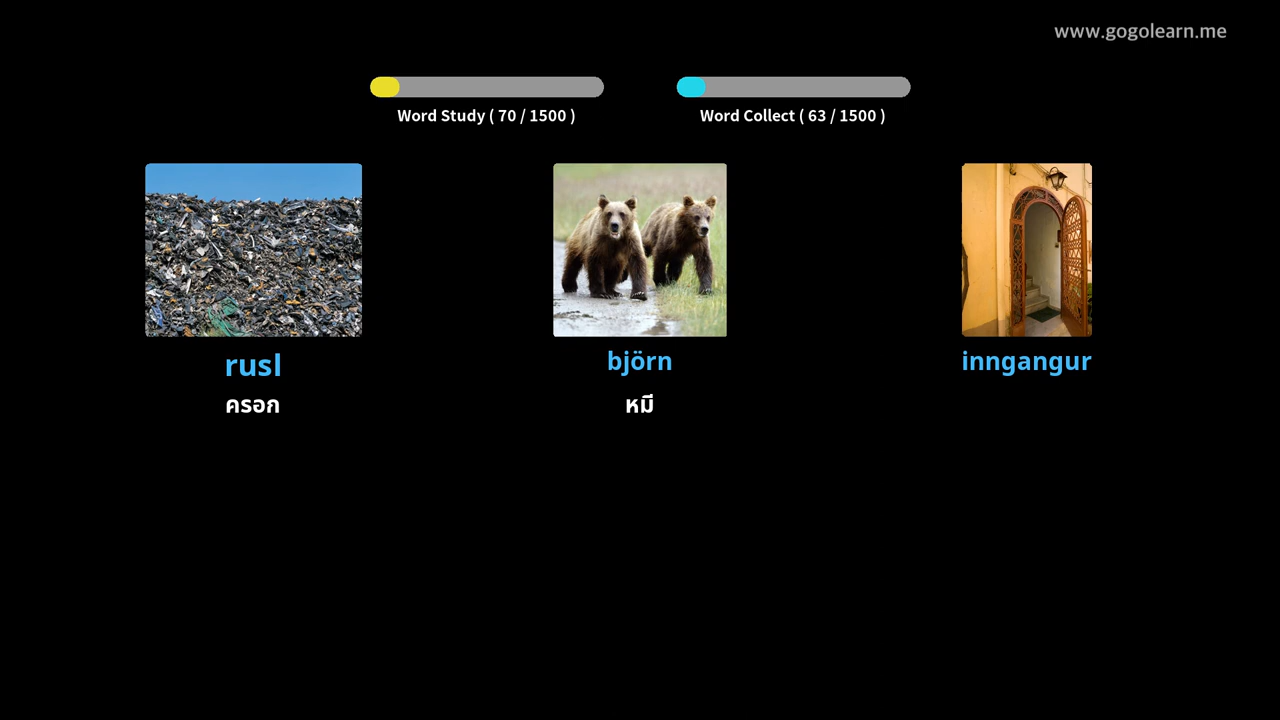 www.gogolearn.me
Word Study ( 70 / 1500 )
Word Collect ( 63 / 1500 )
rusl
ครอก
björn
หมี
inngangur